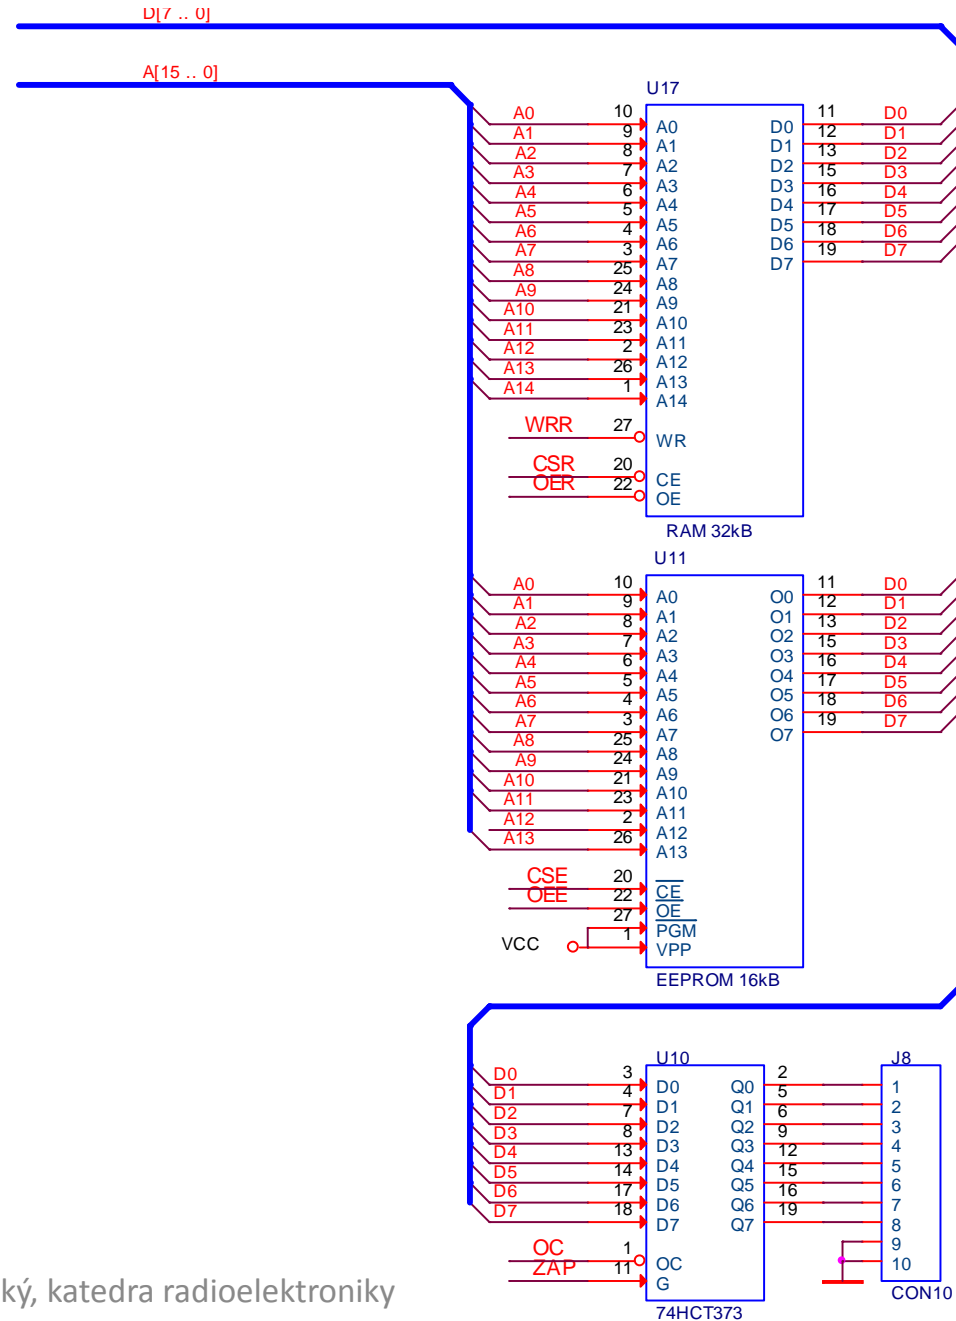 D[7 .. 0]
A[15 .. 0]
U17
A0 10 A0 D0 11 D0
A1 9 A1 D1 12 D1
A2 8 A2 D2 13 D2
A3 7 A3 D3 15 D3
A4 6 A4 D4 16 D4
A5 5 A5 D5 17 D5
A6 4 A6 D6 18 D6
A7 3 A7 D7 19 D7
A8 25 A8
A9 24 A9
A10 21 A10
A11 23 A11
A12 2 A12
A13 26 A13
A14 1 A14
WRR 27 WR
CSR 20 CE
OER 22 OE
RAM 32kB
U11
A0 10 A0 O0 11 D0
A1 9 A1 O1 12 D1
A2 8 A2 O2 13 D2
A3 7 A3 O3 15 D3
A4 6 A4 O4 16 D4
A5 5 A5 O5 17 D5
A6 4 A6 O6 18 D6
A7 3 A7 O7 19 D7
A8 25 A8
A9 24 A9
A10 21 A10
A11 23 A11
A12 2 A12
A13 26 A13
CSE 20 CE
OEE 22 OE
27 PGM
VCC 1 VPP
EEPROM 16kB
U10 J8
D0 3 D0 Q0 2 1
D1 4 D1 Q1 5 2
D2 7 D2 Q2 6 3
D3 8 D3 Q3 9 4
D4 13 D4 Q4 12 5
D5 14 D5 Q5 15 6
D6 17 D6 Q6 16 7
D7 18 D7 Q7 19 8
9
OC 1 OC 10
ZAP 11 G
CON10
74HCT373
ký, katedra radioelektroniky